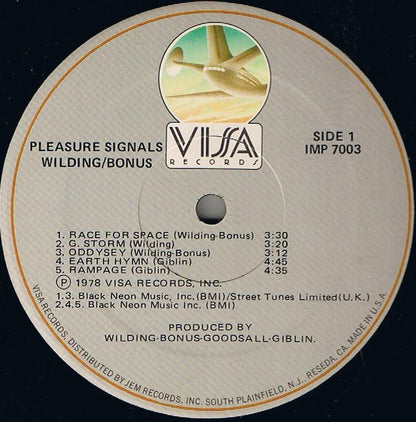 VISA
RECORDS
PLEASURE SIGNALS
WILDING/BONUS
SIDE 1
IMP 7003
1. RACE FOR SPACE (Wilding-Bonus) 3:30
2. G. STORM (Wilding) 3:20
3. ODDYSEY (Wilding-Bonus) 3:12
4. EARTH HYMN (Giblin) 4:45
5. RAMPAGE (Giblin) 4:35
Ⓟ 1978 VISA RECORDS, INC.
1.3. Black Neon Music, Inc.(BMI)/Street Tunes Limited(U.K.)
2.4.5. Black Neon Music, Inc. (BMI)
PRODUCED BY
WILDING-BONUS-GOODSALL-GIBLIN.
VISA RECORDS, DISTRIBUTED BY JEM RECORDS, INC. SOUTH PLAINFIELD, N.J., RESEDA, CA. MADE IN U.S.A.